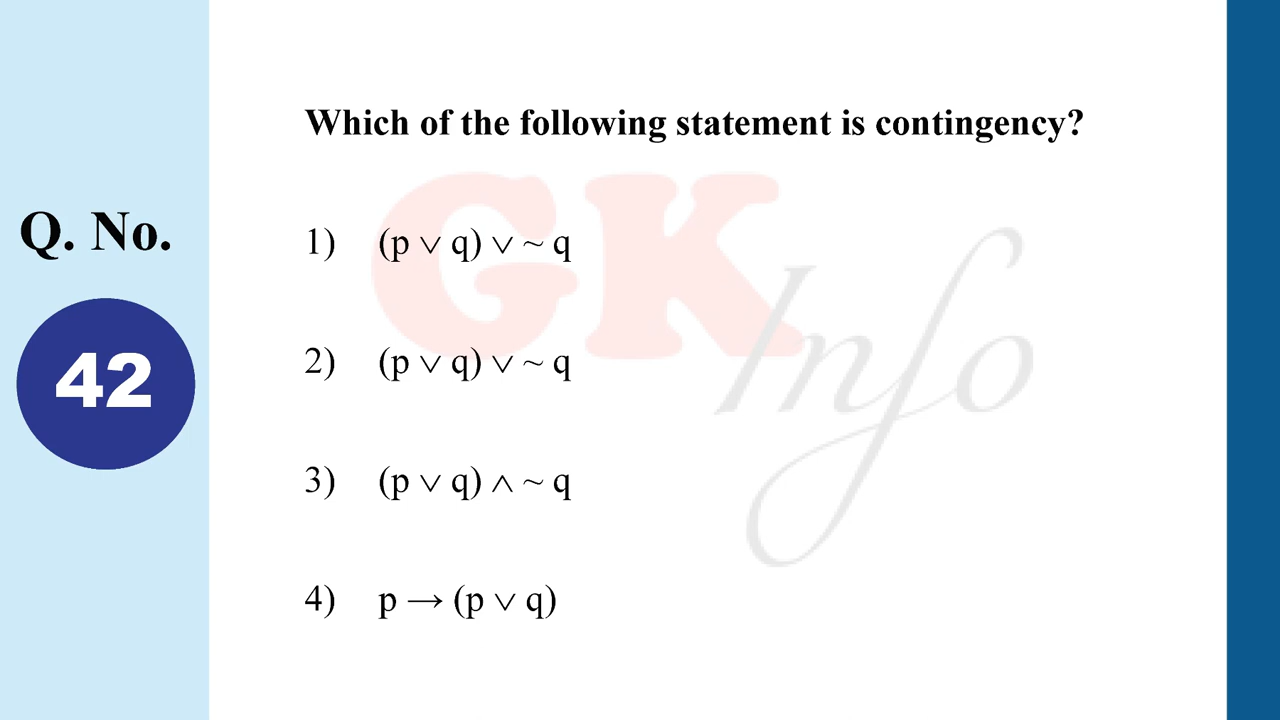 Which of the following statement is contingency?
Q. No.
42
GK
Info
1) (p ∨ q) ∨ ~ q
2) (p ∨ q) ∨ ~ q
3) (p ∨ q) ∧ ~ q
4) p → (p ∨ q)